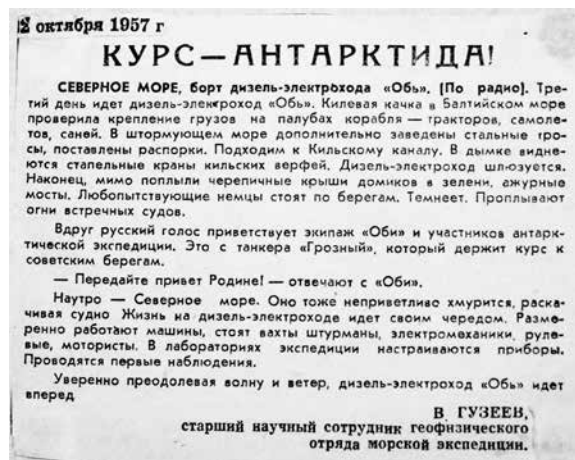 2 октября 1957 г
КУРС—АНТАРКТИДА!
СЕВЕРНОЕ МОРЕ, борт дизель-электрохода «Обь». (По радио). Тре-
тий день идет дизель-электроход «Обь». Килевая качка в Балтийском море
проверила крепление грузов на палубах корабля — тракторов, самоле-
тов, саней. В штормующем море дополнительно заведены стальные тро-
сы, поставлены распорки. Подходим к Кильскому каналу. В дымке видне-
ются стапельные краны кильских верфей. Дизель-электроход шлюзуется.
Наконец, мимо поплыли черепичные крыши домиков в зелени, ажурные
мосты. Любопытствующие немцы стоят по берегам. Темнеет. Проплывают
огни встречных судов.
Вдруг русский голос приветствует экипаж «Оби» и участников антарк-
тической экспедиции. Это с танкера «Грозный», который держит курс к
советским берегам.
— Передайте привет Родине! — отвечают с «Оби».
Наутро — Северное море. Оно тоже неприветливо хмурится, раска-
чивая судно Жизнь на дизель-электроходе идет своим чередом. Разме-
ренно работают машины, стоят вахты штурманы, электромеханики, руле-
вые, мотористы. В лабораториях экспедиции настраиваются приборы.
Проводятся первые наблюдения.
Уверенно преодолевая волну и ветер, дизель-электроход «Обь» идет
вперед
В ГУЗЕЕВ,
старший научный сотрудник геофизического
отряда морской экспедиции.